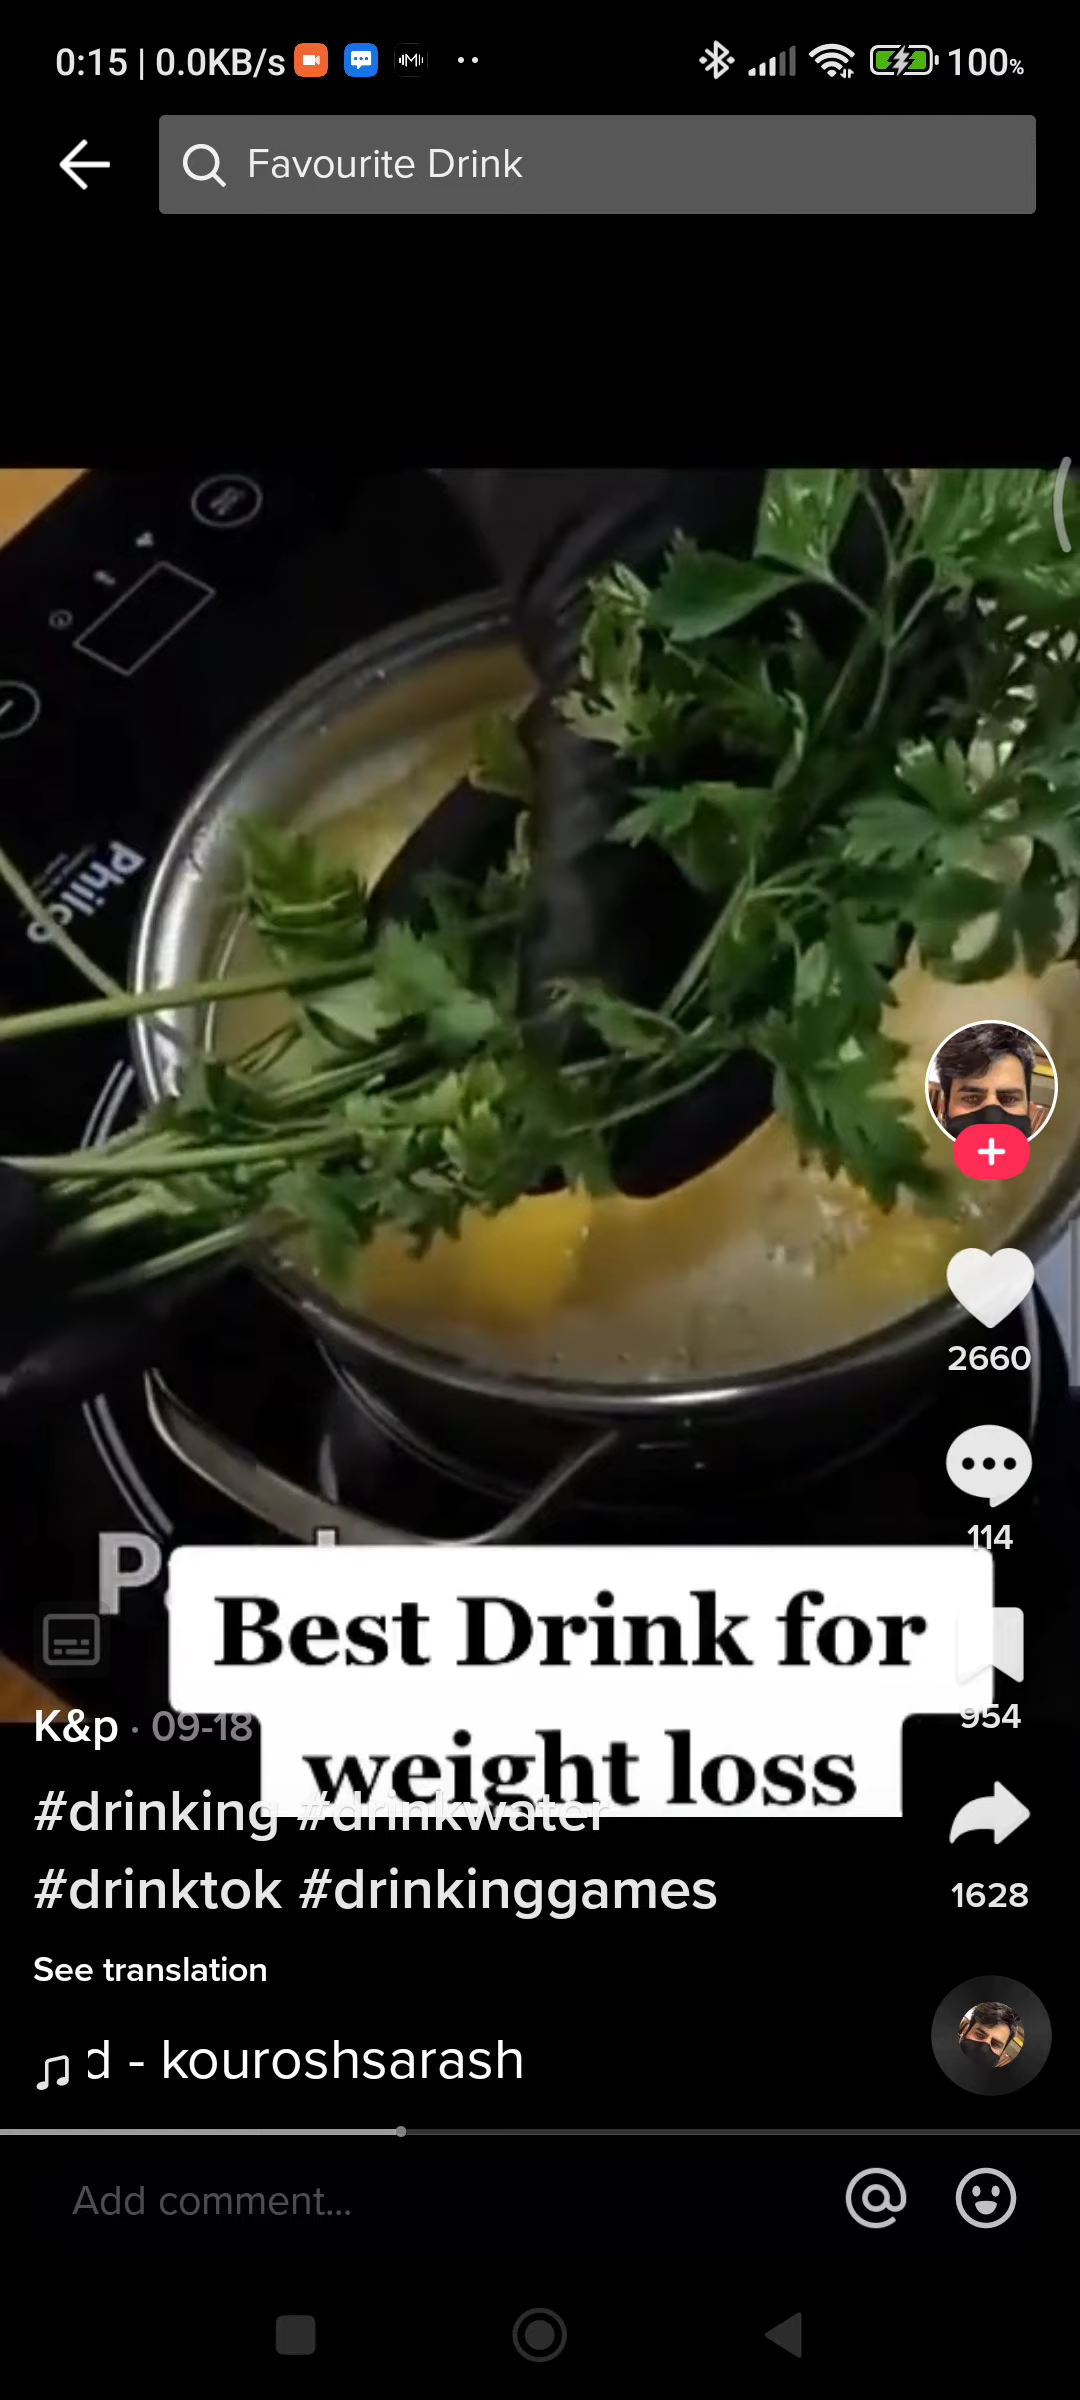 0:15 | 0.0KB/s
100%
Favourite Drink
Philco
2660
114
Best Drink for
weight loss
954
K&p · 09-18
#drinking #drinkwater
#drinktok #drinkinggames
1628
See translation
d - kouroshsarash
Add comment...